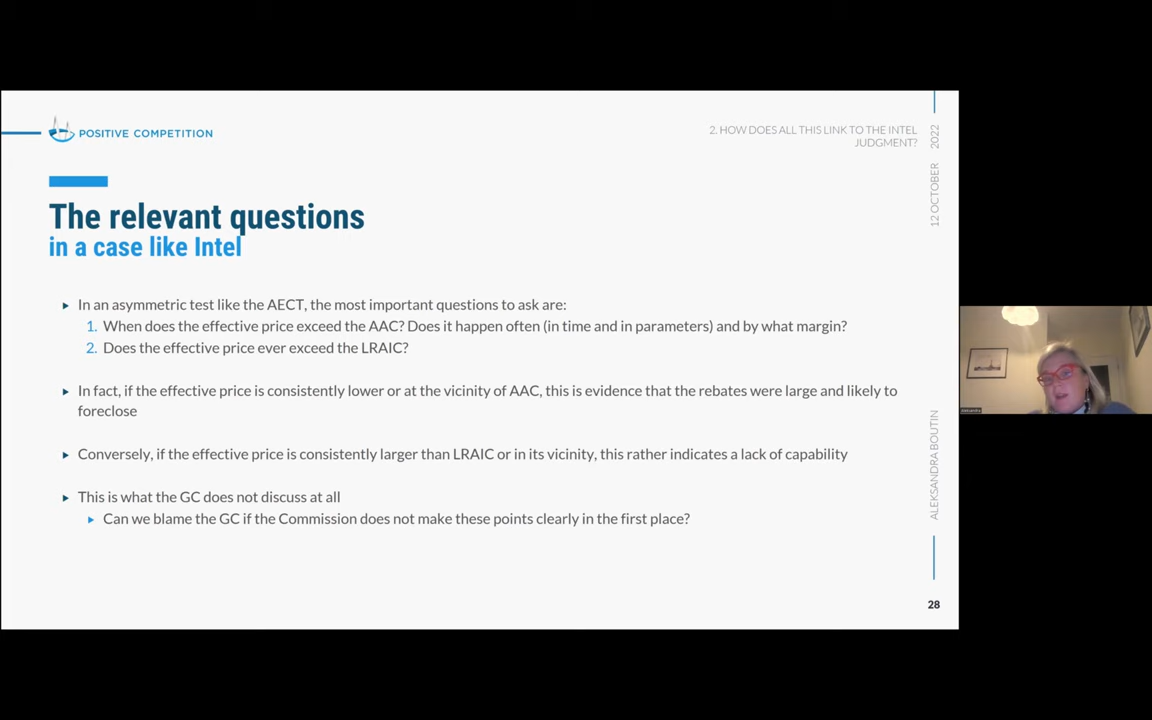 POSITIVE COMPETITION
2. HOW DOES ALL THIS LINK TO THE INTEL
JUDGMENT?
12 OCTOBER 2022
The relevant questions
in a case like Intel
▸ In an asymmetric test like the AECT, the most important questions to ask are:
1. When does the effective price exceed the AAC? Does it happen often (in time and in parameters) and by what margin?
2. Does the effective price ever exceed the LRAIC?
▸ In fact, if the effective price is consistently lower or at the vicinity of AAC, this is evidence that the rebates were large and likely to
foreclose
▸ Conversely, if the effective price is consistently larger than LRAIC or in its vicinity, this rather indicates a lack of capability
▸ This is what the GC does not discuss at all
▸ Can we blame the GC if the Commission does not make these points clearly in the first place?
ALEKSANDRA BOUTIN
28
Aleksandra